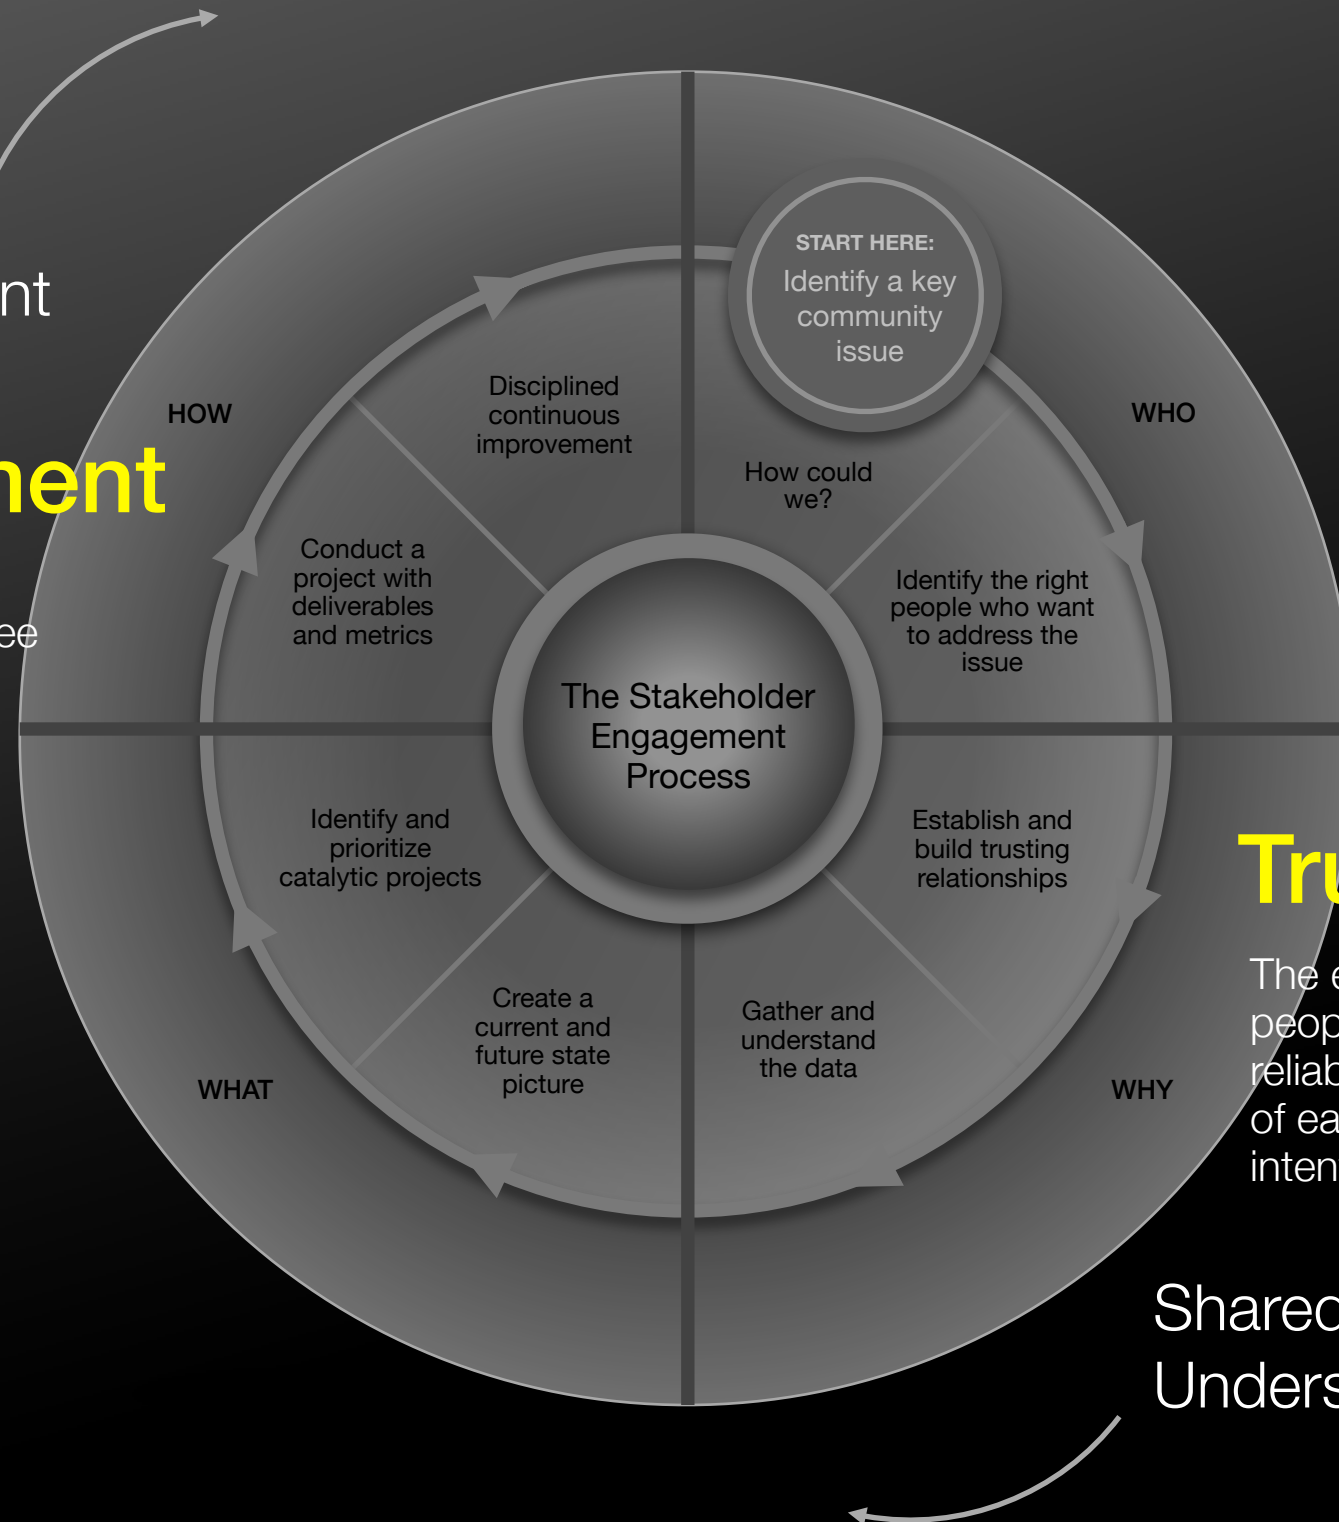 START HERE:
Identify a key
community
issue
nt
HOW
WHO
Disciplined
continuous
improvement
How could
we?
ment
Conduct a
project with
deliverables
and metrics
Identify the right
people who want
to address the
issue
ee
The Stakeholder
Engagement
Process
Identify and
prioritize
catalytic projects
Establish and
build trusting
relationships
Create a
current and
future state
picture
Gather and
understand
the data
WHAT
WHY
Tru
The e
peop
reliab
of ea
inten
Shared
Unders